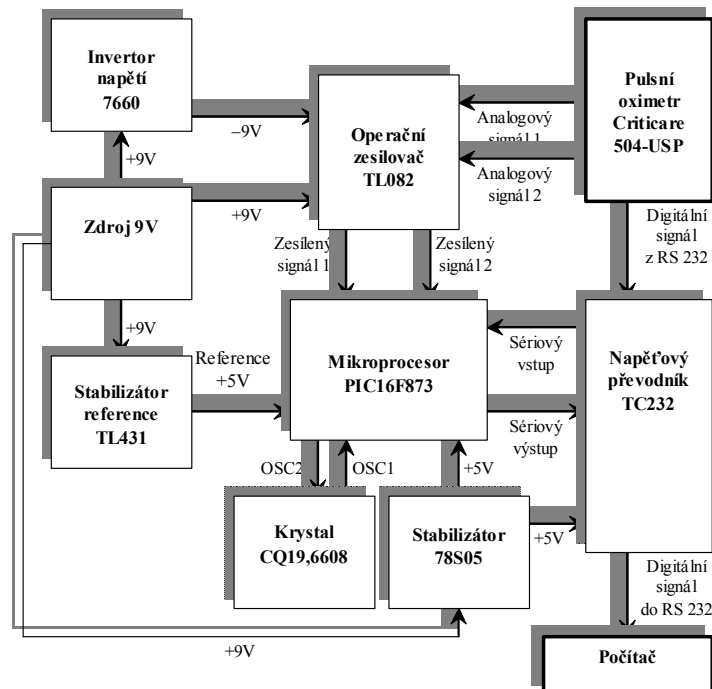 Invertor
napětí
7660
–9V
Operační
zesilovač
TL082
Analogový
signál 1
Analogový
signál 2
Pulsní
oximetr
Criticare
504-USP
+9V
Zdroj 9V
+9V
Zesílený
signál 1
Zesílený
signál 2
Digitální
signál
z RS 232
+9V
Stabilizátor
reference
TL431
Reference
+5V
Mikroprocesor
PIC16F873
Sériový
vstup
Sériový
výstup
Napěťový
převodník
TC232
OSC2
OSC1
+5V
Krystal
CQ19,6608
Stabilizátor
78S05
+5V
Digitální
signál
do RS 232
+9V
Počítač